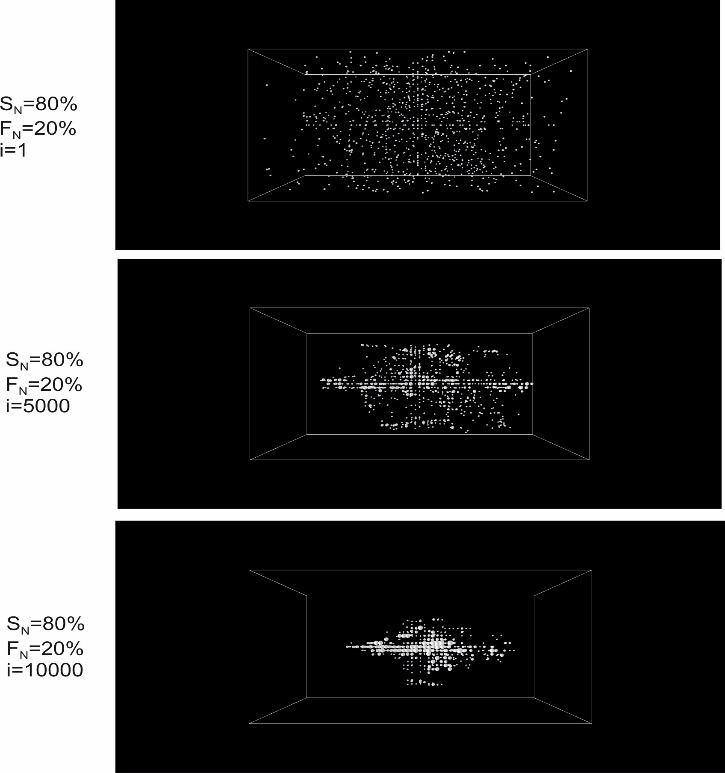 S_N=80%
F_N=20%
i=1
S_N=80%
F_N=20%
i=5000
S_N=80%
F_N=20%
i=10000